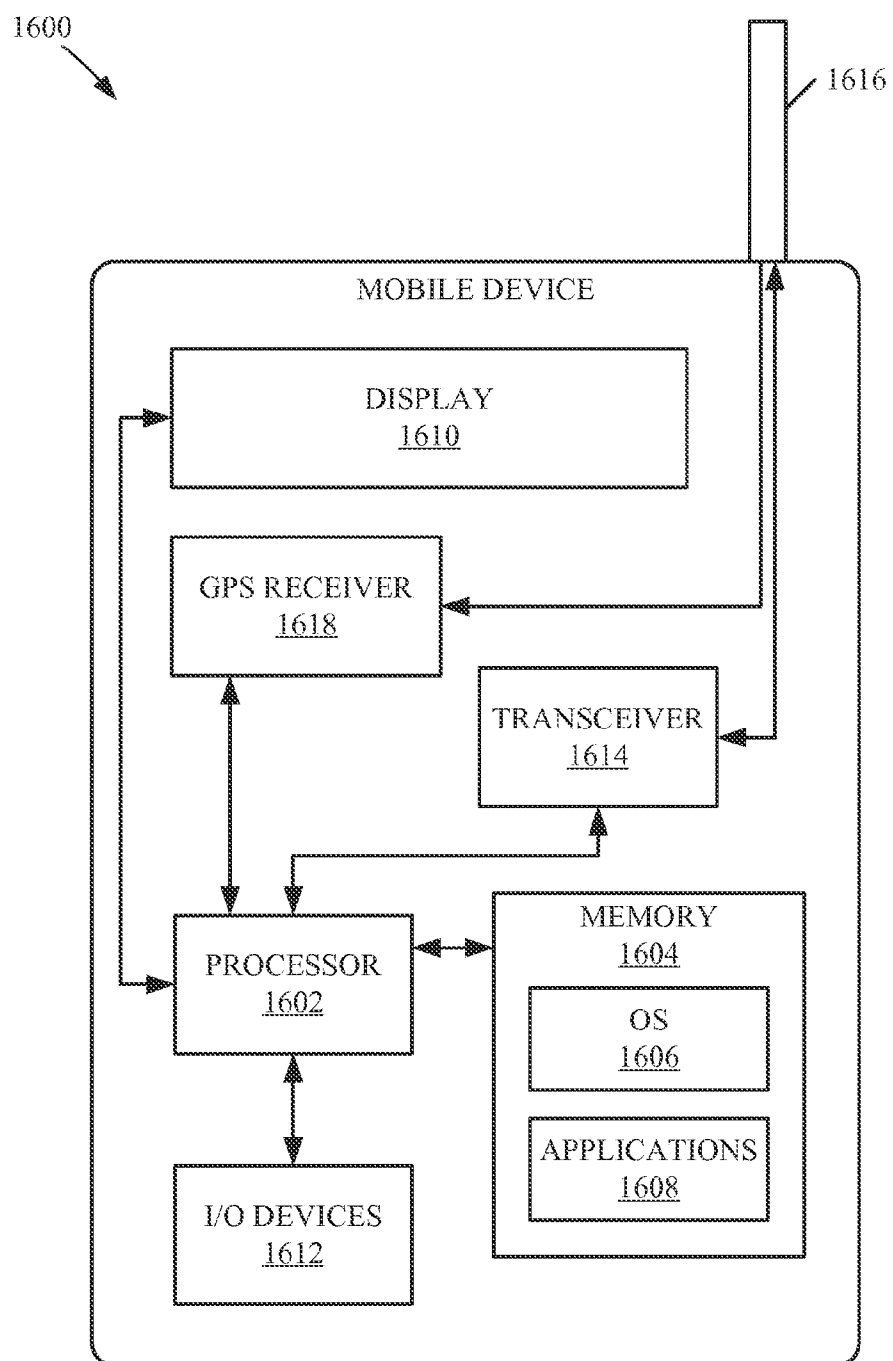 1600
1616
MOBILE DEVICE
DISPLAY
1610
GPS RECEIVER
1618
TRANSCEIVER
1614
PROCESSOR
1602
MEMORY
1604
OS
1606
APPLICATIONS
1608
I/O DEVICES
1612